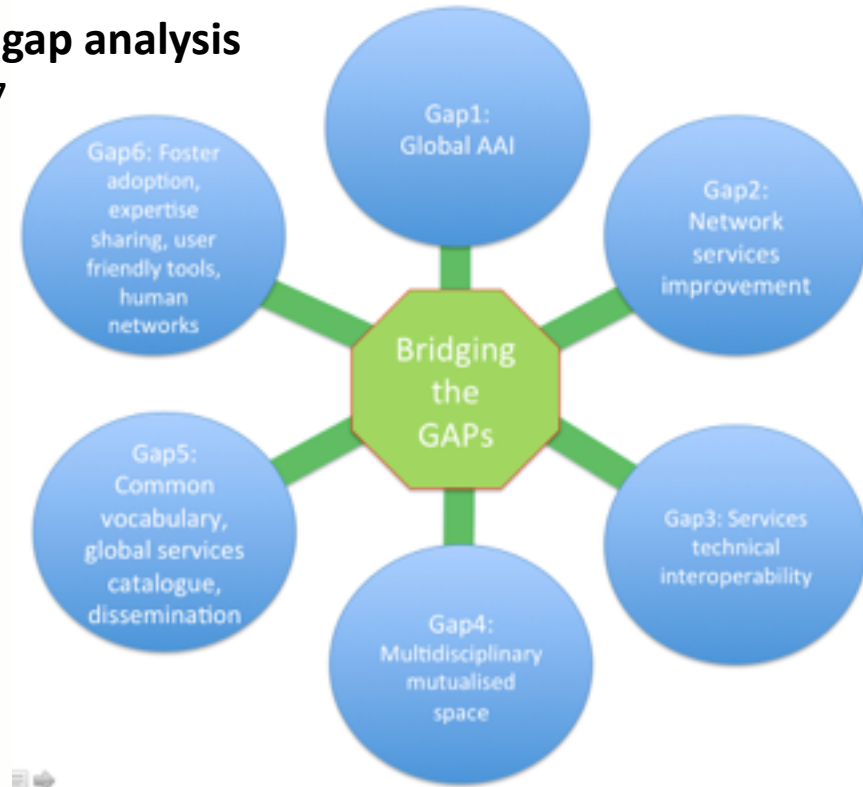 gap analysis
7
Gap1:
Global AAI
Gap2:
Network
services
improvement
Gap3: Services
technical
interoperability
Gap4:
Multidisciplinary
mutualised
space
Gap5:
Common
vocabulary,
global services
catalogue,
dissemination
Gap6: Foster
adoption,
expertise
sharing, user
friendly tools,
human
networks
Bridging
the
GAPs